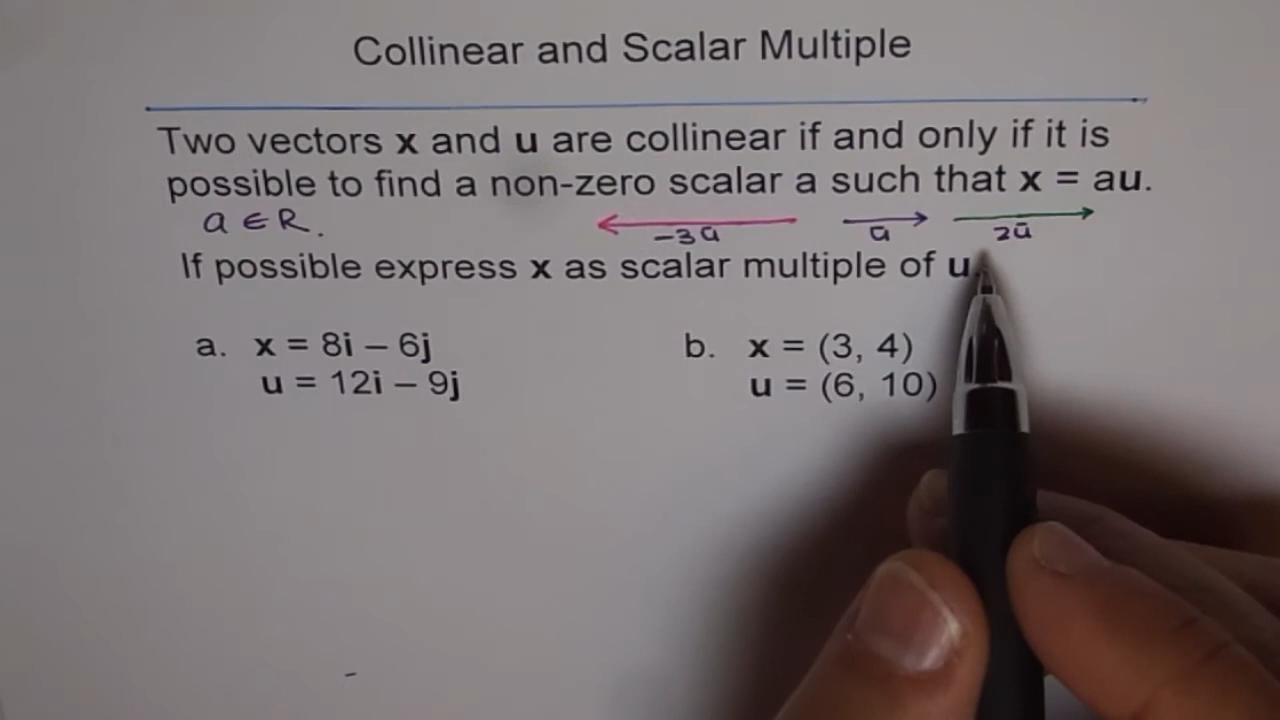 Collinear and Scalar Multiple
Two vectors x and u are collinear if and only if it is
possible to find a non-zero scalar a such that x = au.
a ∈ R.
-3ū ū 2ū
If possible express x as scalar multiple of u
a. x = 8i – 6j b. x = (3, 4)
u = 12i – 9j u = (6, 10)